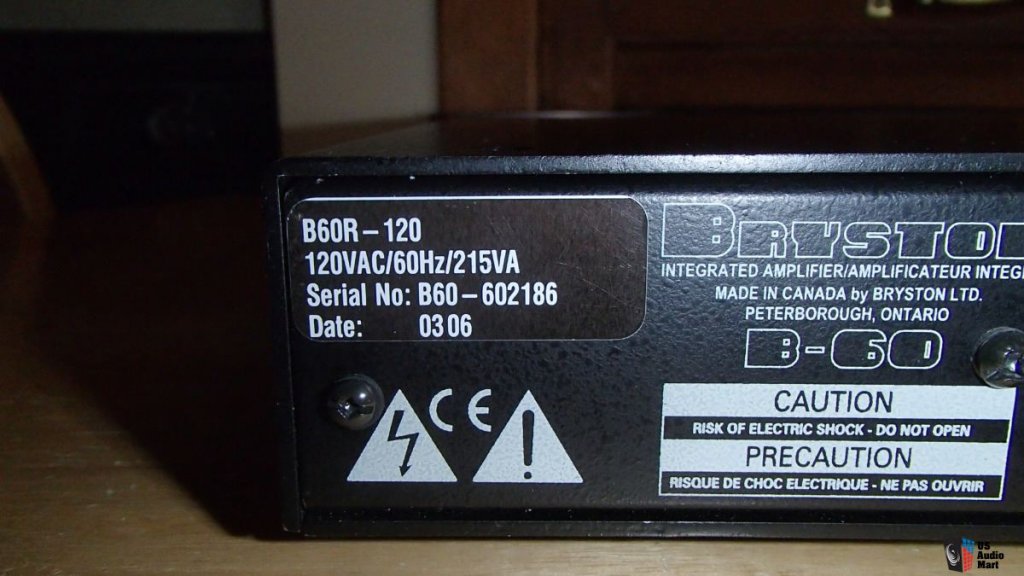 B60R-120
120VAC/60Hz/215VA
Serial No: B60-602186
Date: 03 06
BRYSTO
INTEGRATED AMPLIFIER/AMPLIFICATEUR INTEG
MADE IN CANADA by BRYSTON LTD.
PETERBOROUGH, ONTARIO
B-60
CE
CAUTION
RISK OF ELECTRIC SHOCK - DO NOT OPEN
PRECAUTION
RISQUE DE CHOC ELECTRIQUE - NE PAS OUVRIR
US
Audio
Mart